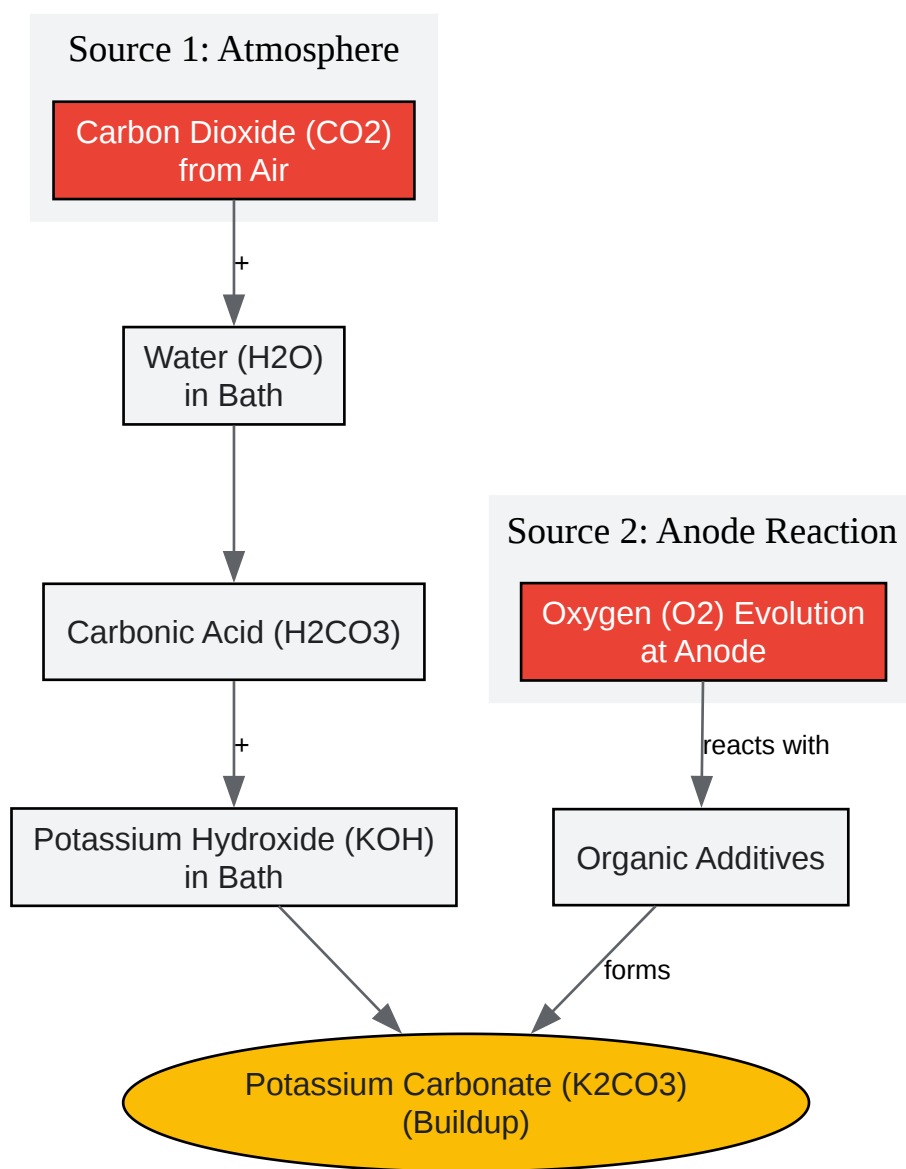 Source 1: Atmosphere
Carbon Dioxide (CO2)
from Air
+
Water (H2O)
in Bath
Carbonic Acid (H2CO3)
+
Potassium Hydroxide (KOH)
in Bath
Source 2: Anode Reaction
Oxygen (O2) Evolution
at Anode
reacts with
Organic Additives
forms
Potassium Carbonate (K2CO3)
(Buildup)